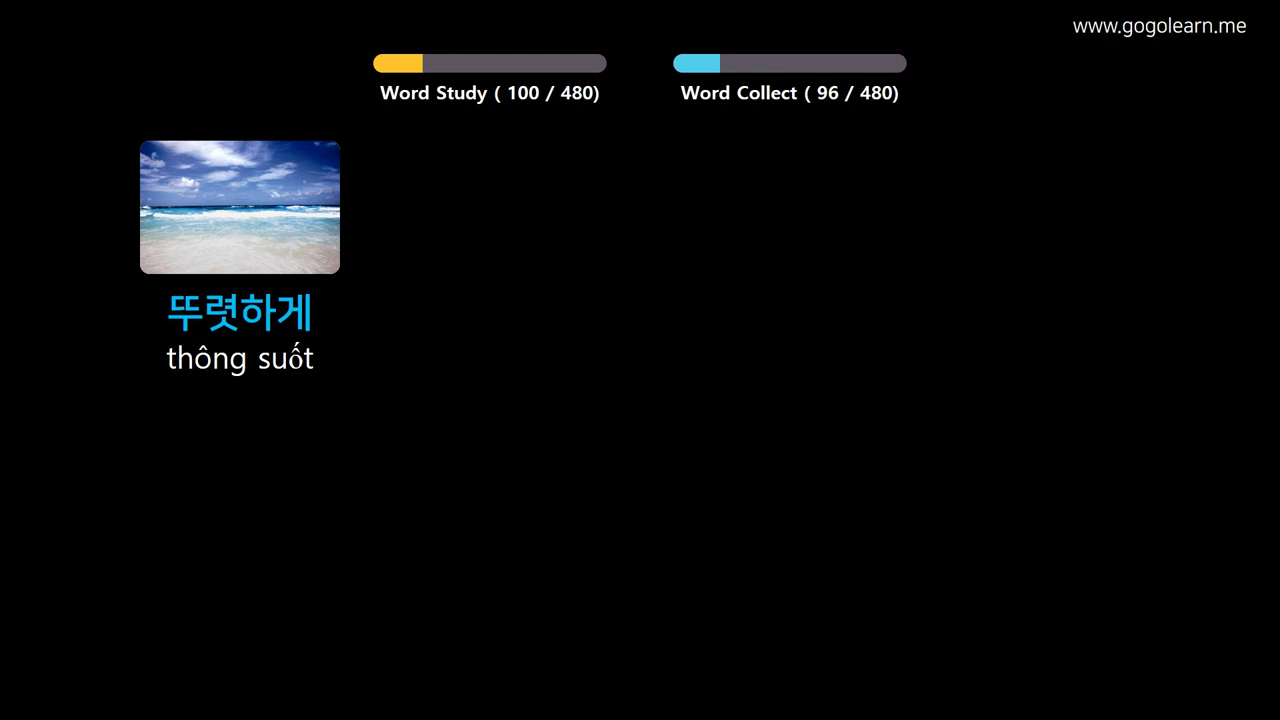 www.gogolearn.me
Word Study ( 100 / 480)
Word Collect ( 96 / 480)
뚜렷하게
thông suốt